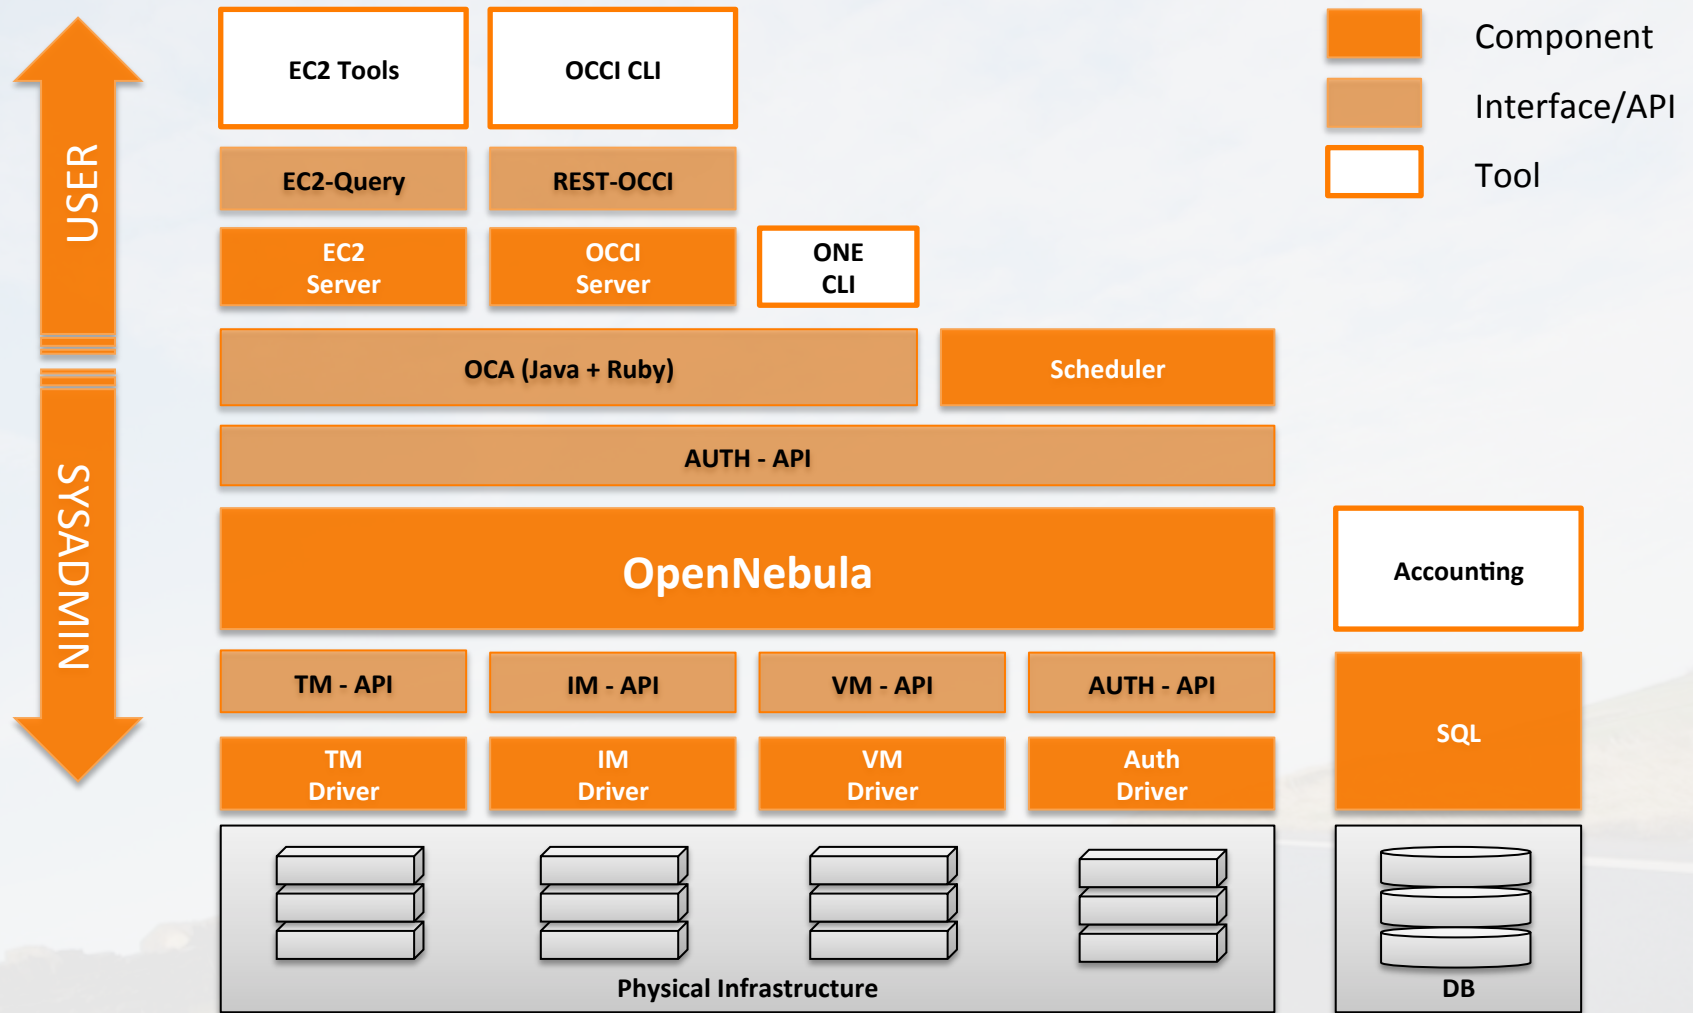 EC2 Tools
OCCI CLI
Component
Interface/API
Tool
USER
EC2-Query
REST-OCCI
EC2
Server
OCCI
Server
ONE
CLI
OCA (Java + Ruby)
Scheduler
AUTH - API
SYSADMIN
OpenNebula
Accounting
TM - API
IM - API
VM - API
AUTH - API
SQL
TM
Driver
IM
Driver
VM
Driver
Auth
Driver
Physical Infrastructure
DB